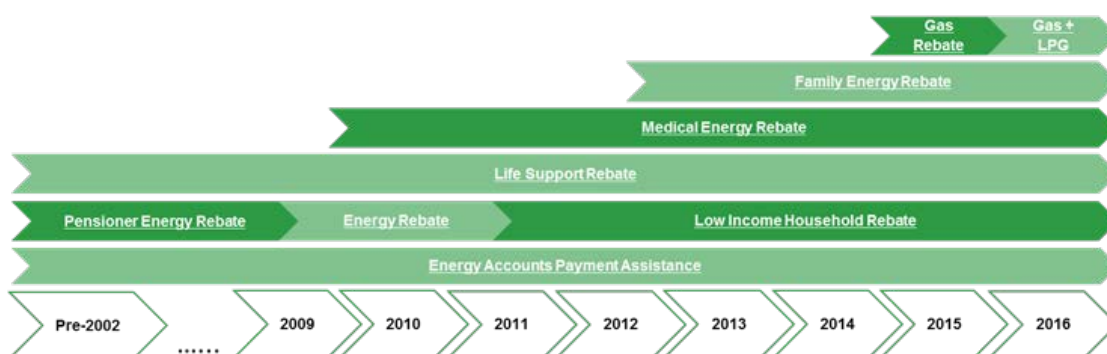 Gas
Rebate
Gas +
LPG
Family Energy Rebate
Medical Energy Rebate
Life Support Rebate
Pensioner Energy Rebate
Energy Rebate
Low Income Household Rebate
Energy Accounts Payment Assistance
Pre-2002
......
2009
2010
2011
2012
2013
2014
2015
2016